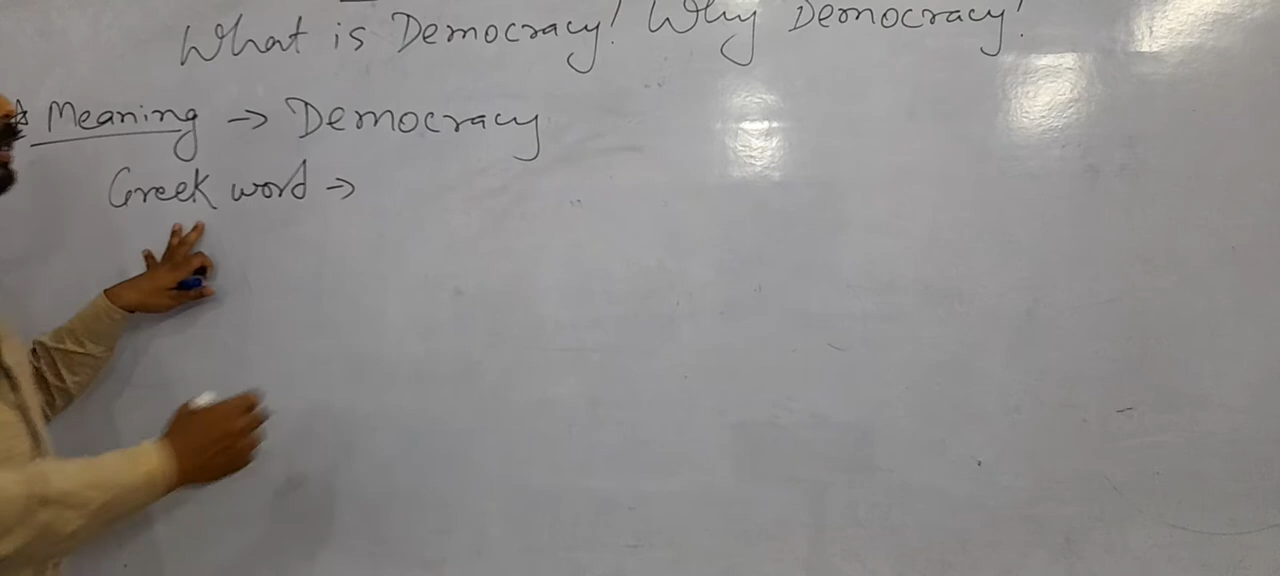 What is Democracy! Why Democracy!
* Meaning → Democracy
Greek word →